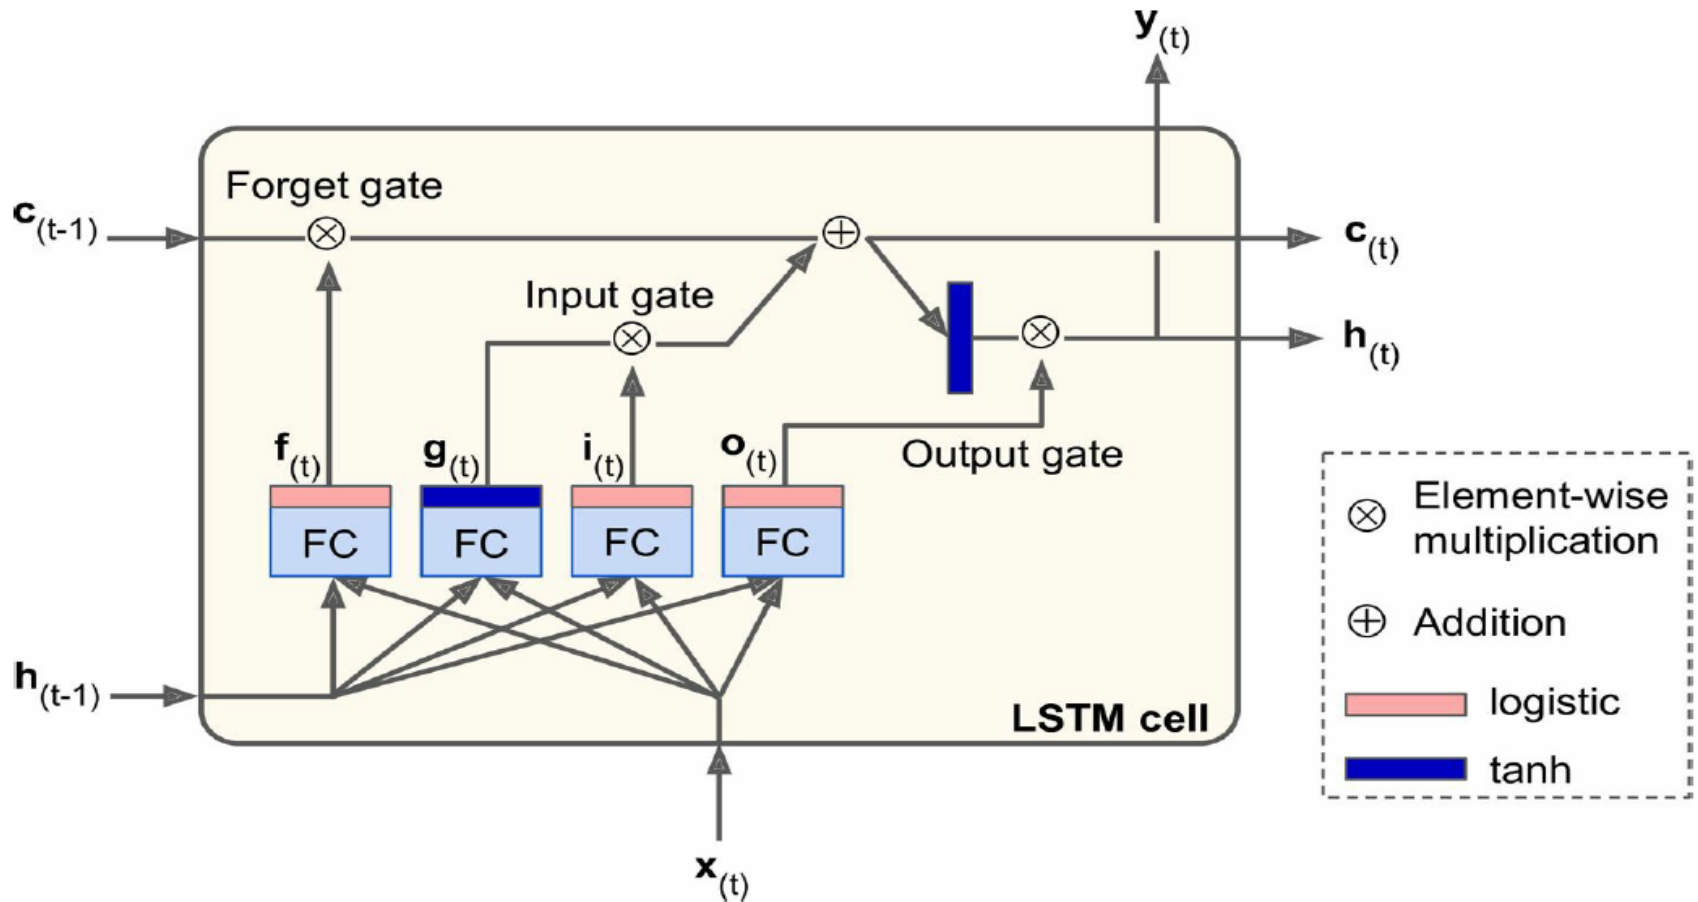 y(t)
Forget gate
c(t-1)
c(t)
Input gate
h(t)
f(t)
g(t)
i(t)
o(t)
Output gate
FC
FC
FC
FC
Element-wise
multiplication
Addition
h(t-1)
LSTM cell
logistic
tanh
x(t)